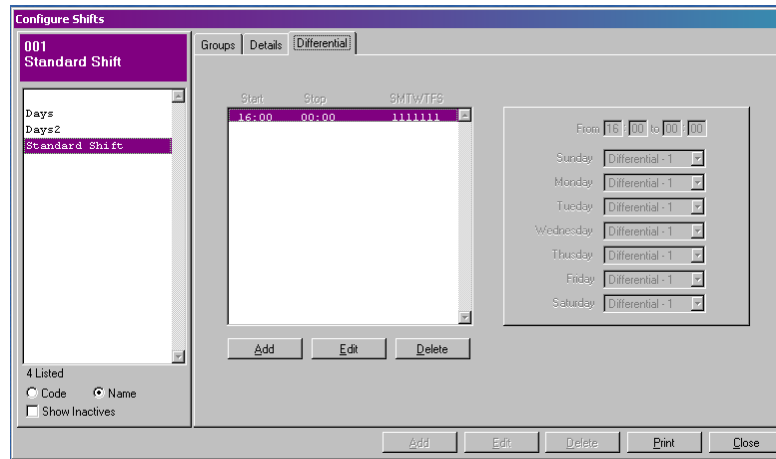 Configure Shifts
001
Standard Shift
Days
Days2
Standard Shift
4 Listed
Code Name
Show Inactives
Groups Details Differential
Start Stop SMTWTFS
16:00 00:00 1111111
Add Edit Delete
From 16 : 00 to 00 : 00
Sunday Differential - 1
Monday Differential - 1
Tueday Differential - 1
Wednesday Differential - 1
Thursday Differential - 1
Friday Differential - 1
Saturday Differential - 1
Add Edit Delete Print Close